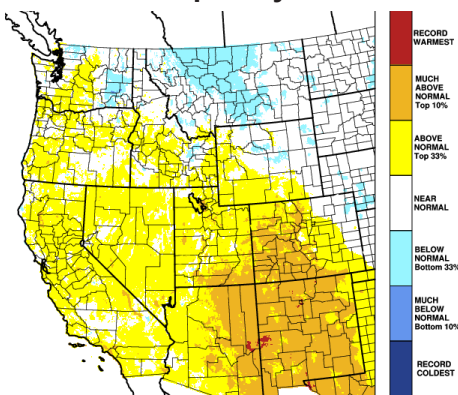 RECORD
WARMEST
MUCH
ABOVE
NORMAL
Top 10%
ABOVE
NORMAL
Top 33%
NEAR
NORMAL
BELOW
NORMAL
Bottom 33%
MUCH
BELOW
NORMAL
Bottom 10%
RECORD
COLDEST